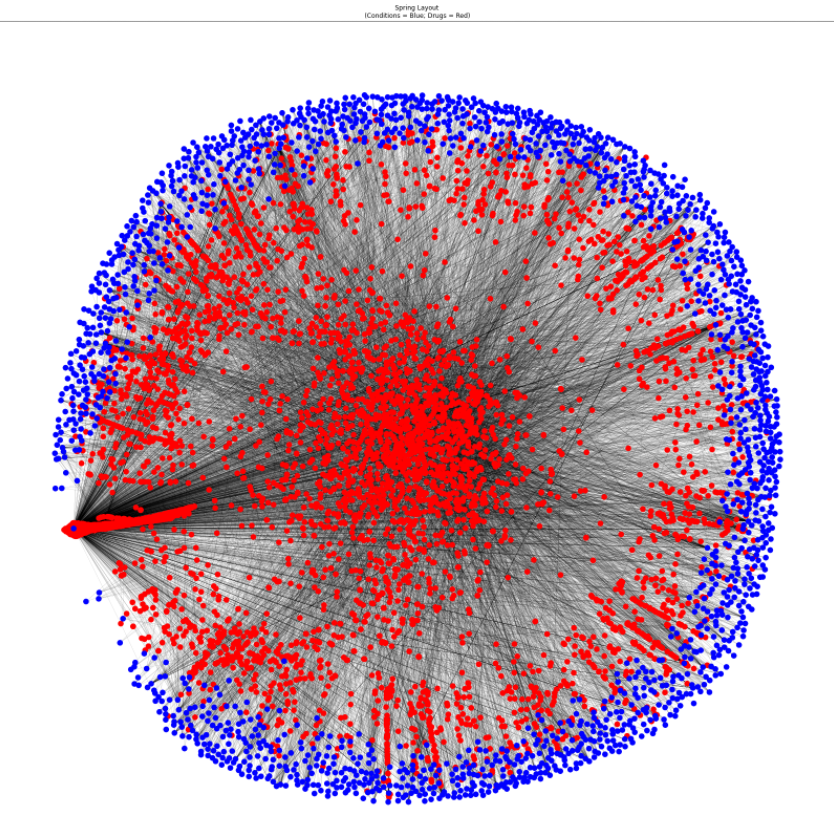 Spring Layout
(Conditions = Blue; Drugs = Red)